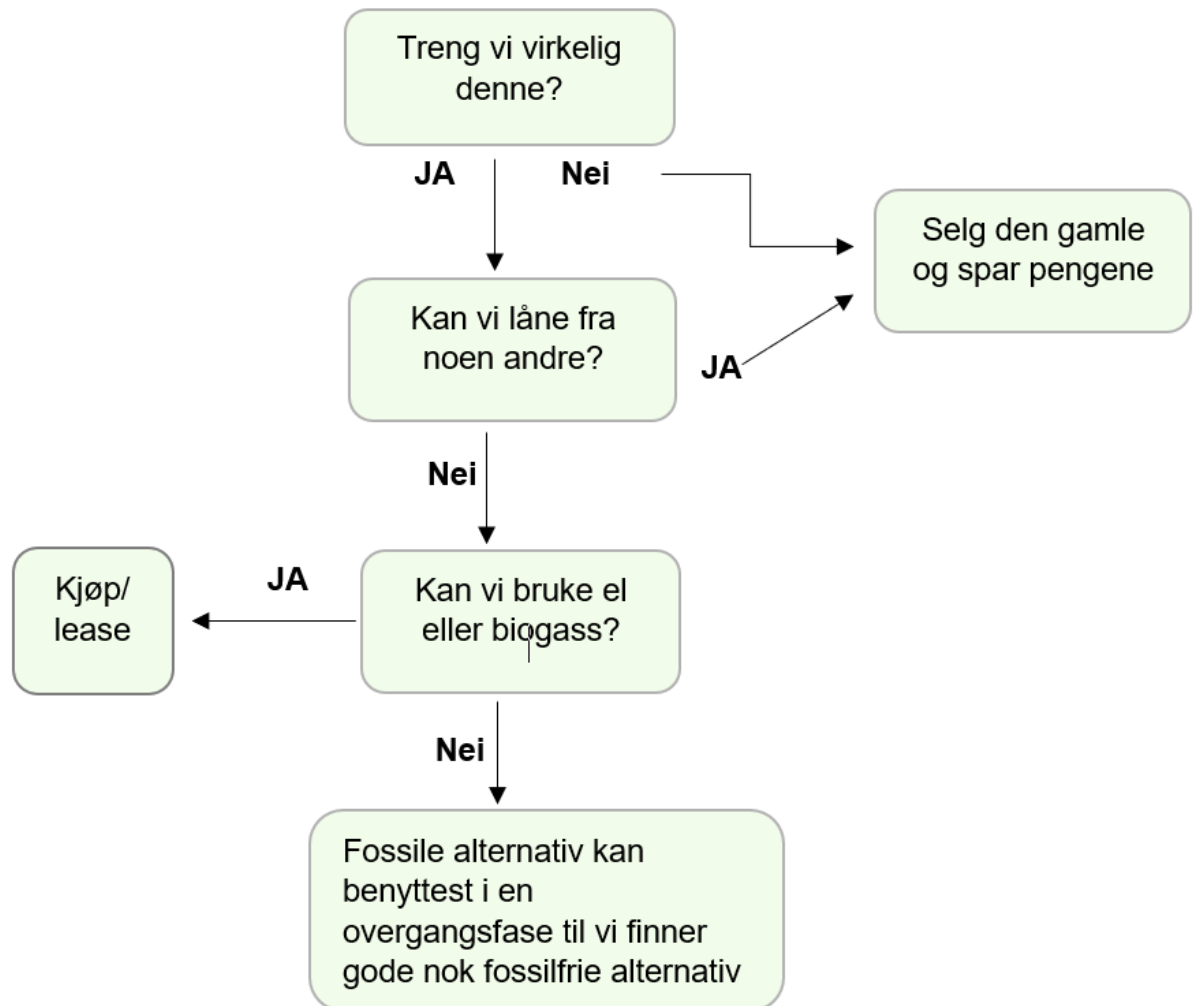 Treng vi virkelig
denne?
JA
Nei
Selg den gamle
og spar pengene
Kan vi låne fra
noen andre?
JA
Nei
Kjøp/
lease
JA
Kan vi bruke el
eller biogass?
Nei
Fossile alternativ kan
benyttest i en
overgangsfase til vi finner
gode nok fossilfrie alternativ